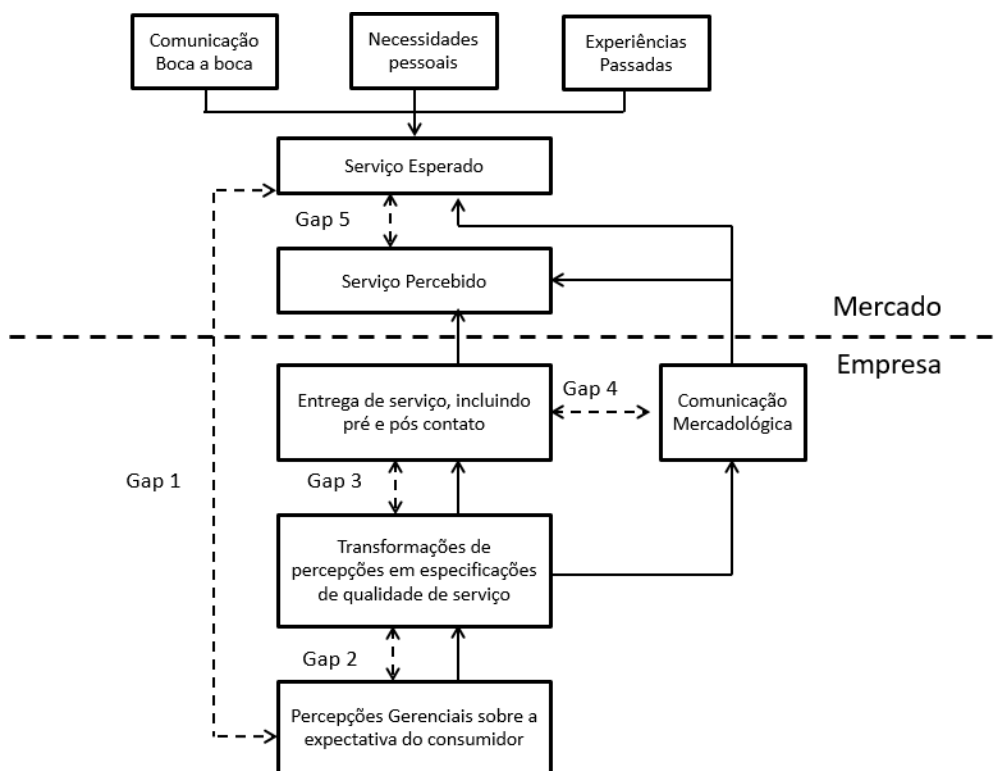 Comunicação
Boca a boca
Necessidades
pessoais
Experiências
Passadas
Serviço Esperado
Gap 5
Serviço Percebido
Mercado
Empresa
Entrega de serviço, incluindo
pré e pós contato
Gap 4
Comunicação
Mercadológica
Gap 1
Gap 3
Transformações de
percepções em especificações
de qualidade de serviço
Gap 2
Percepções Gerenciais sobre a
expectativa do consumidor